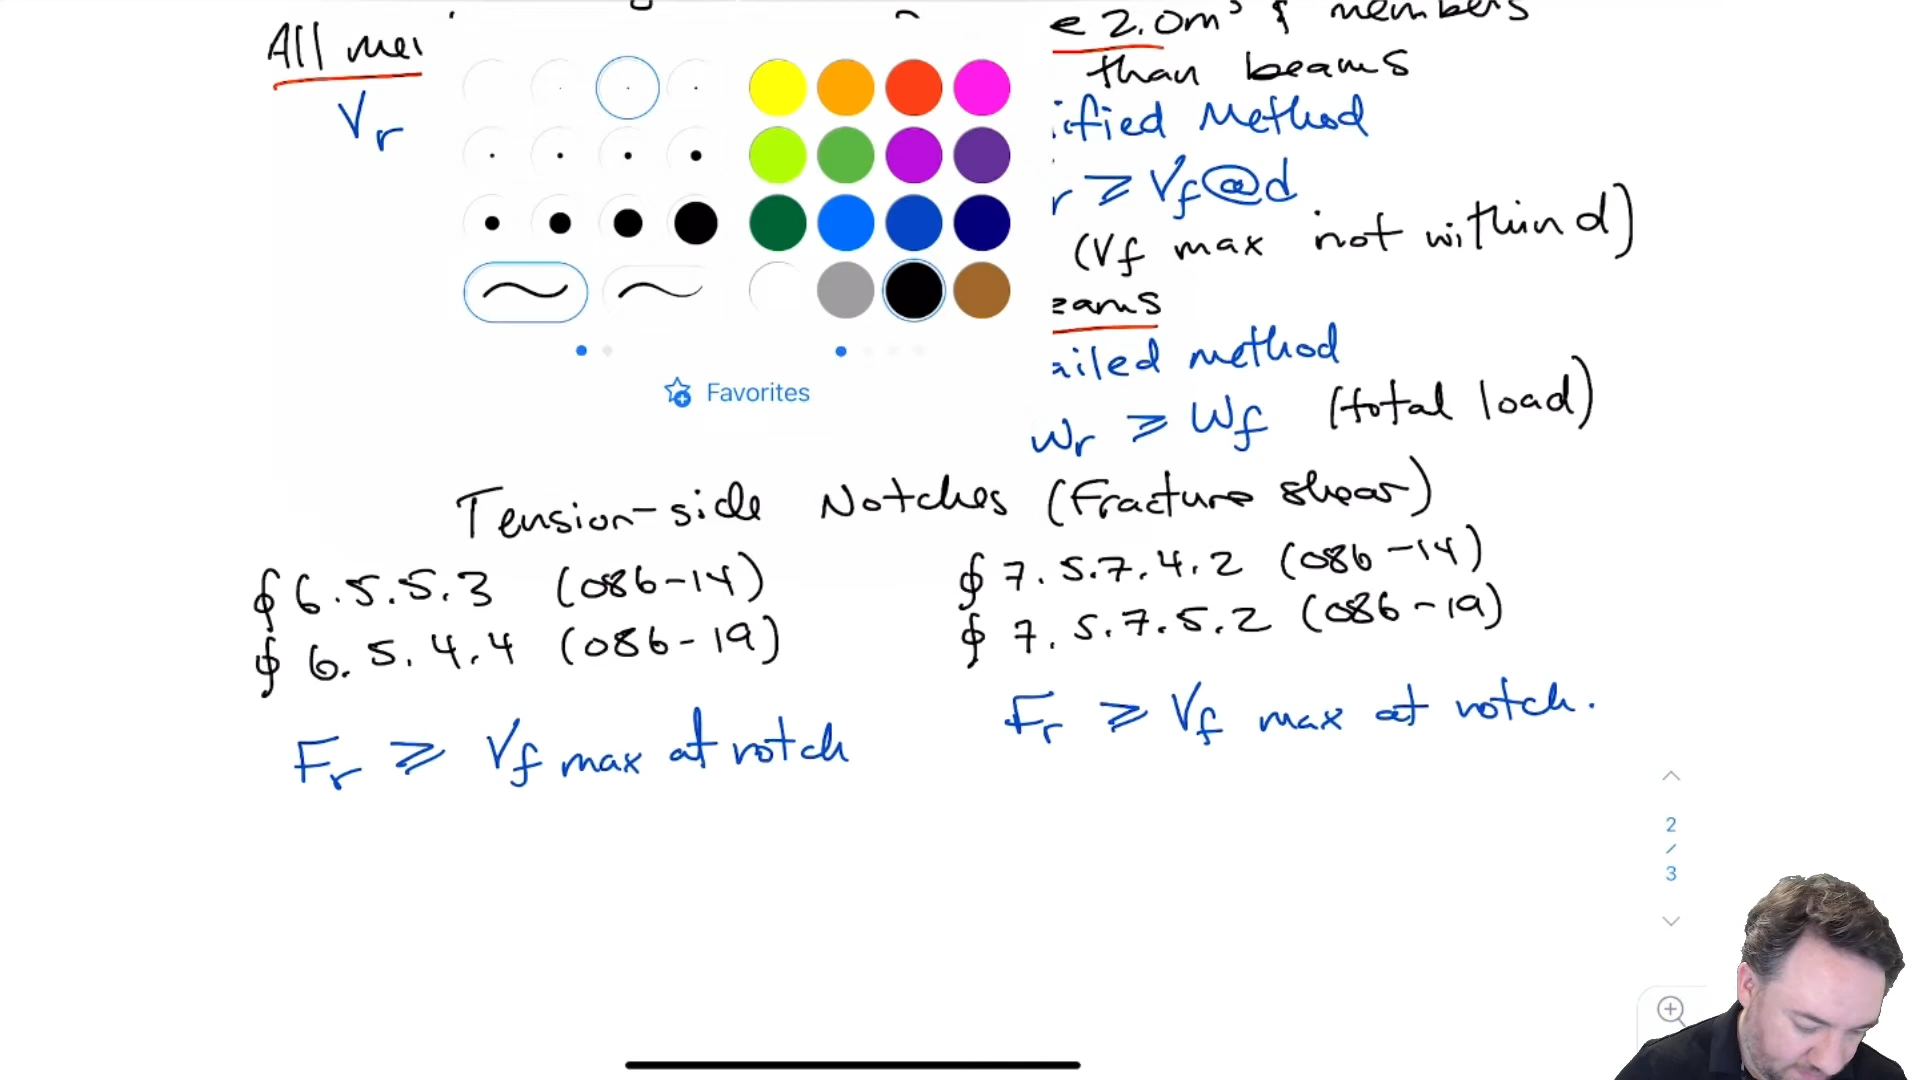 All
Vr
e 2.0m³ & members
than beams
ified Method
r ≥ Vf@d
(Vf max not within d)
eams
ailed method
Wr ≥ Wf (total load)
Favorites
Tension-side Notches (Fracture shear)
§ 6.5.5.3 (086-14)
§ 6.5.4.4 (086-19)
Fr ≥ Vf max at notch
§ 7.5.7.4.2 (086-14)
§ 7.5.7.5.2 (086-19)
Fr ≥ Vf max at notch.
2
/
3